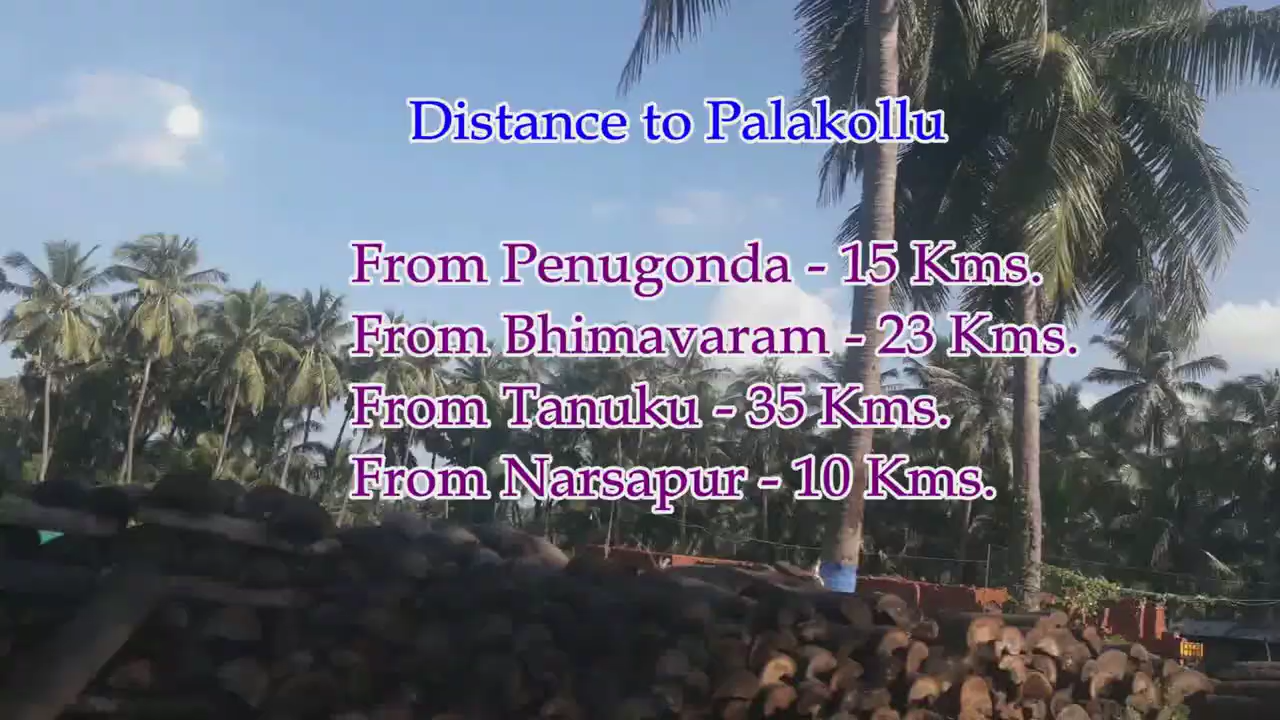 Distance to Palakollu
From Penugonda - 15 Kms.
From Bhimavaram - 23 Kms.
From Tanuku - 35 Kms.
From Narsapur - 10 Kms.